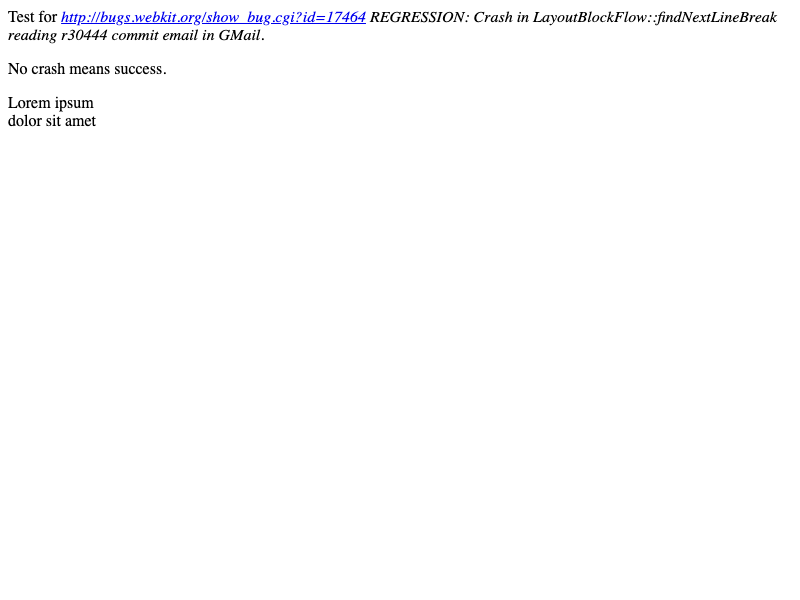 Test for http://bugs.webkit.org/show_bug.cgi?id=17464 REGRESSION: Crash in LayoutBlockFlow::findNextLineBreak
reading r30444 commit email in GMail.
No crash means success.
Lorem ipsum
dolor sit amet